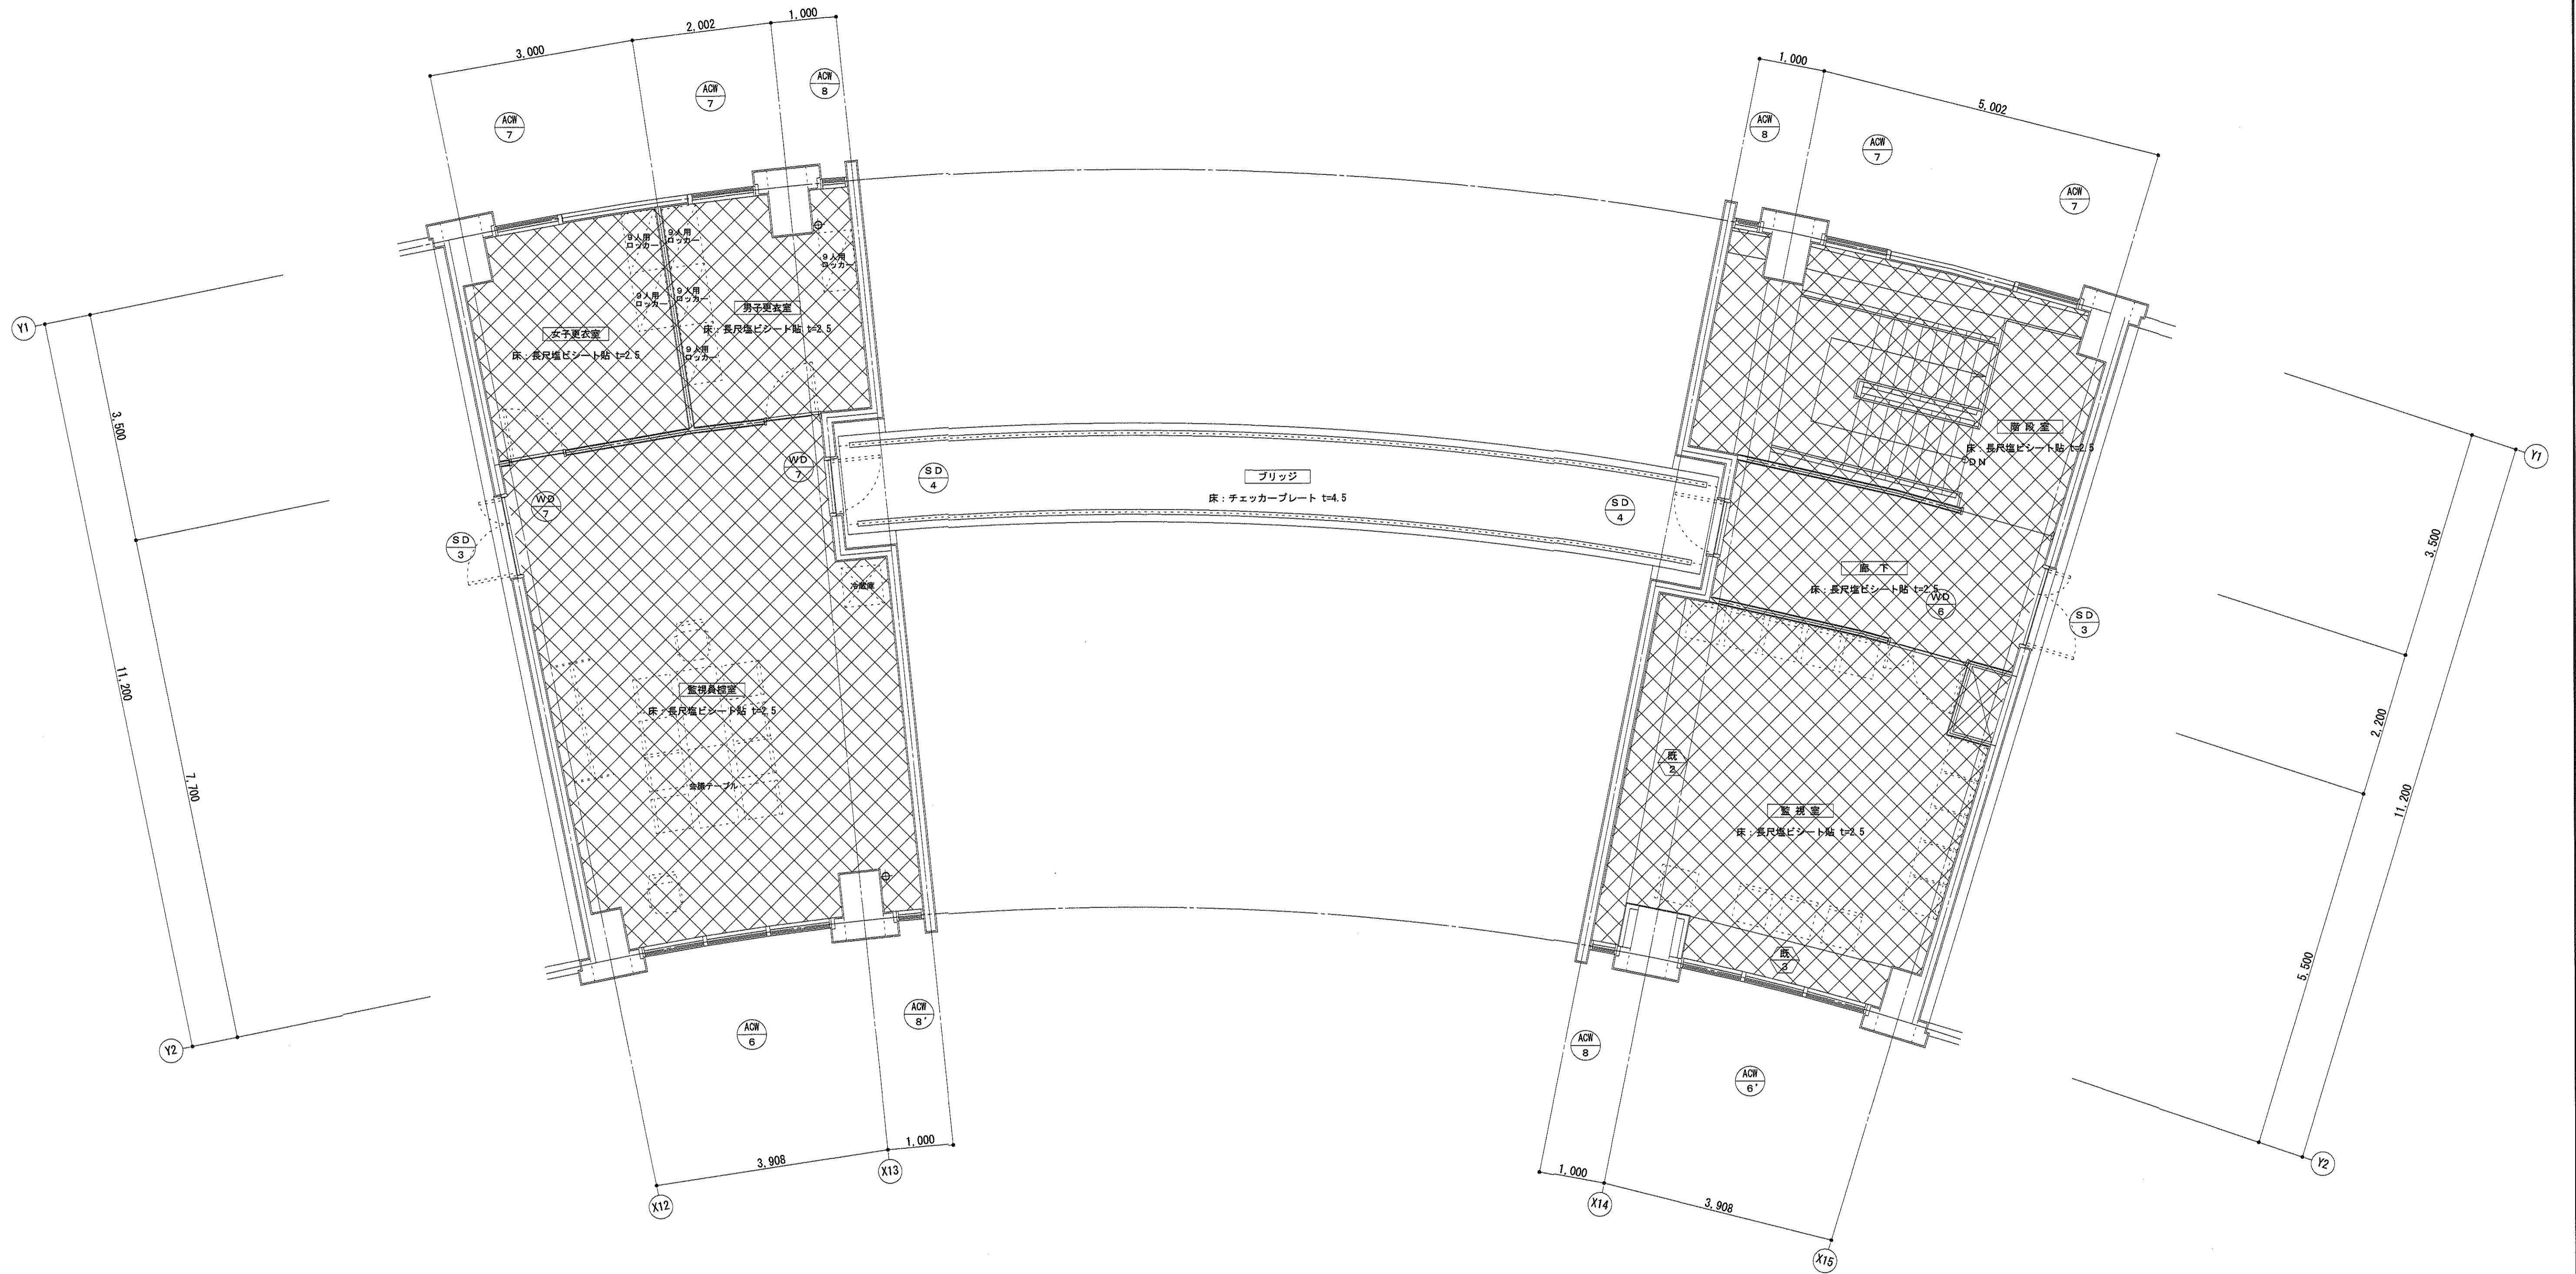 3,000
2,002
1,000
ACW
7
ACW
7
ACW
8
1,000
5,002
ACW
8
ACW
7
ACW
7
9人用
ロッカー
9人用
ロッカー
9人用
ロッカー
9人用
ロッカー
9人用
ロッカー
9人用
ロッカー
女子更衣室
床：長尺塩ビシート貼 t=2.5
男子更衣室
床：長尺塩ビシート貼 t=2.5
Y1
3,500
11,200
7,700
Y2
WD
7
WD
7
SD
3
SD
4
ブリッジ
床：チェッカープレート t=4.5
SD
4
冷蔵庫
監視員控室
床：長尺塩ビシート貼 t=2.5
会議テーブル
階段室
床：長尺塩ビシート貼 t=2.5
DN
廊下
床：長尺塩ビシート貼 t=2.5
WD
6
SD
3
既
2
監視室
床：長尺塩ビシート貼 t=2.5
既
3
Y1
3,500
2,200
11,200
5,500
Y2
ACW
6
ACW
8'
ACW
8
ACW
6'
3,908
1,000
X12
X13
1,000
3,908
X14
X15